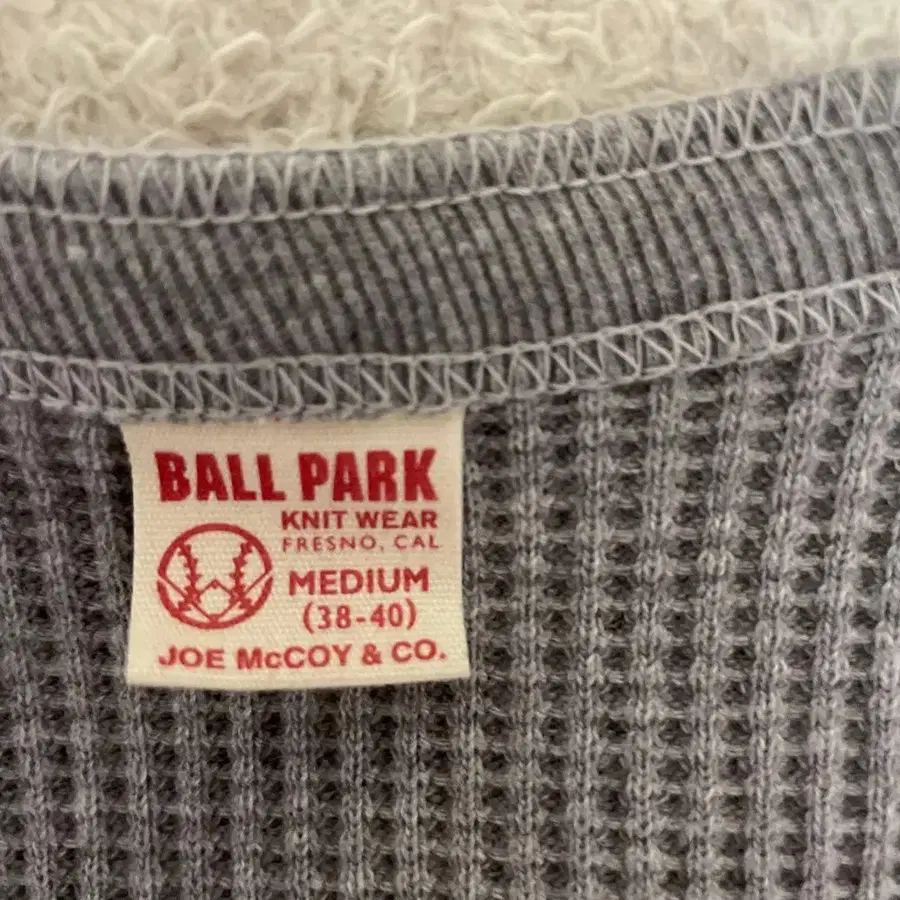 BALL PARK
KNIT WEAR
FRESNO, CAL
MEDIUM
(38-40)
JOE McCOY & CO.